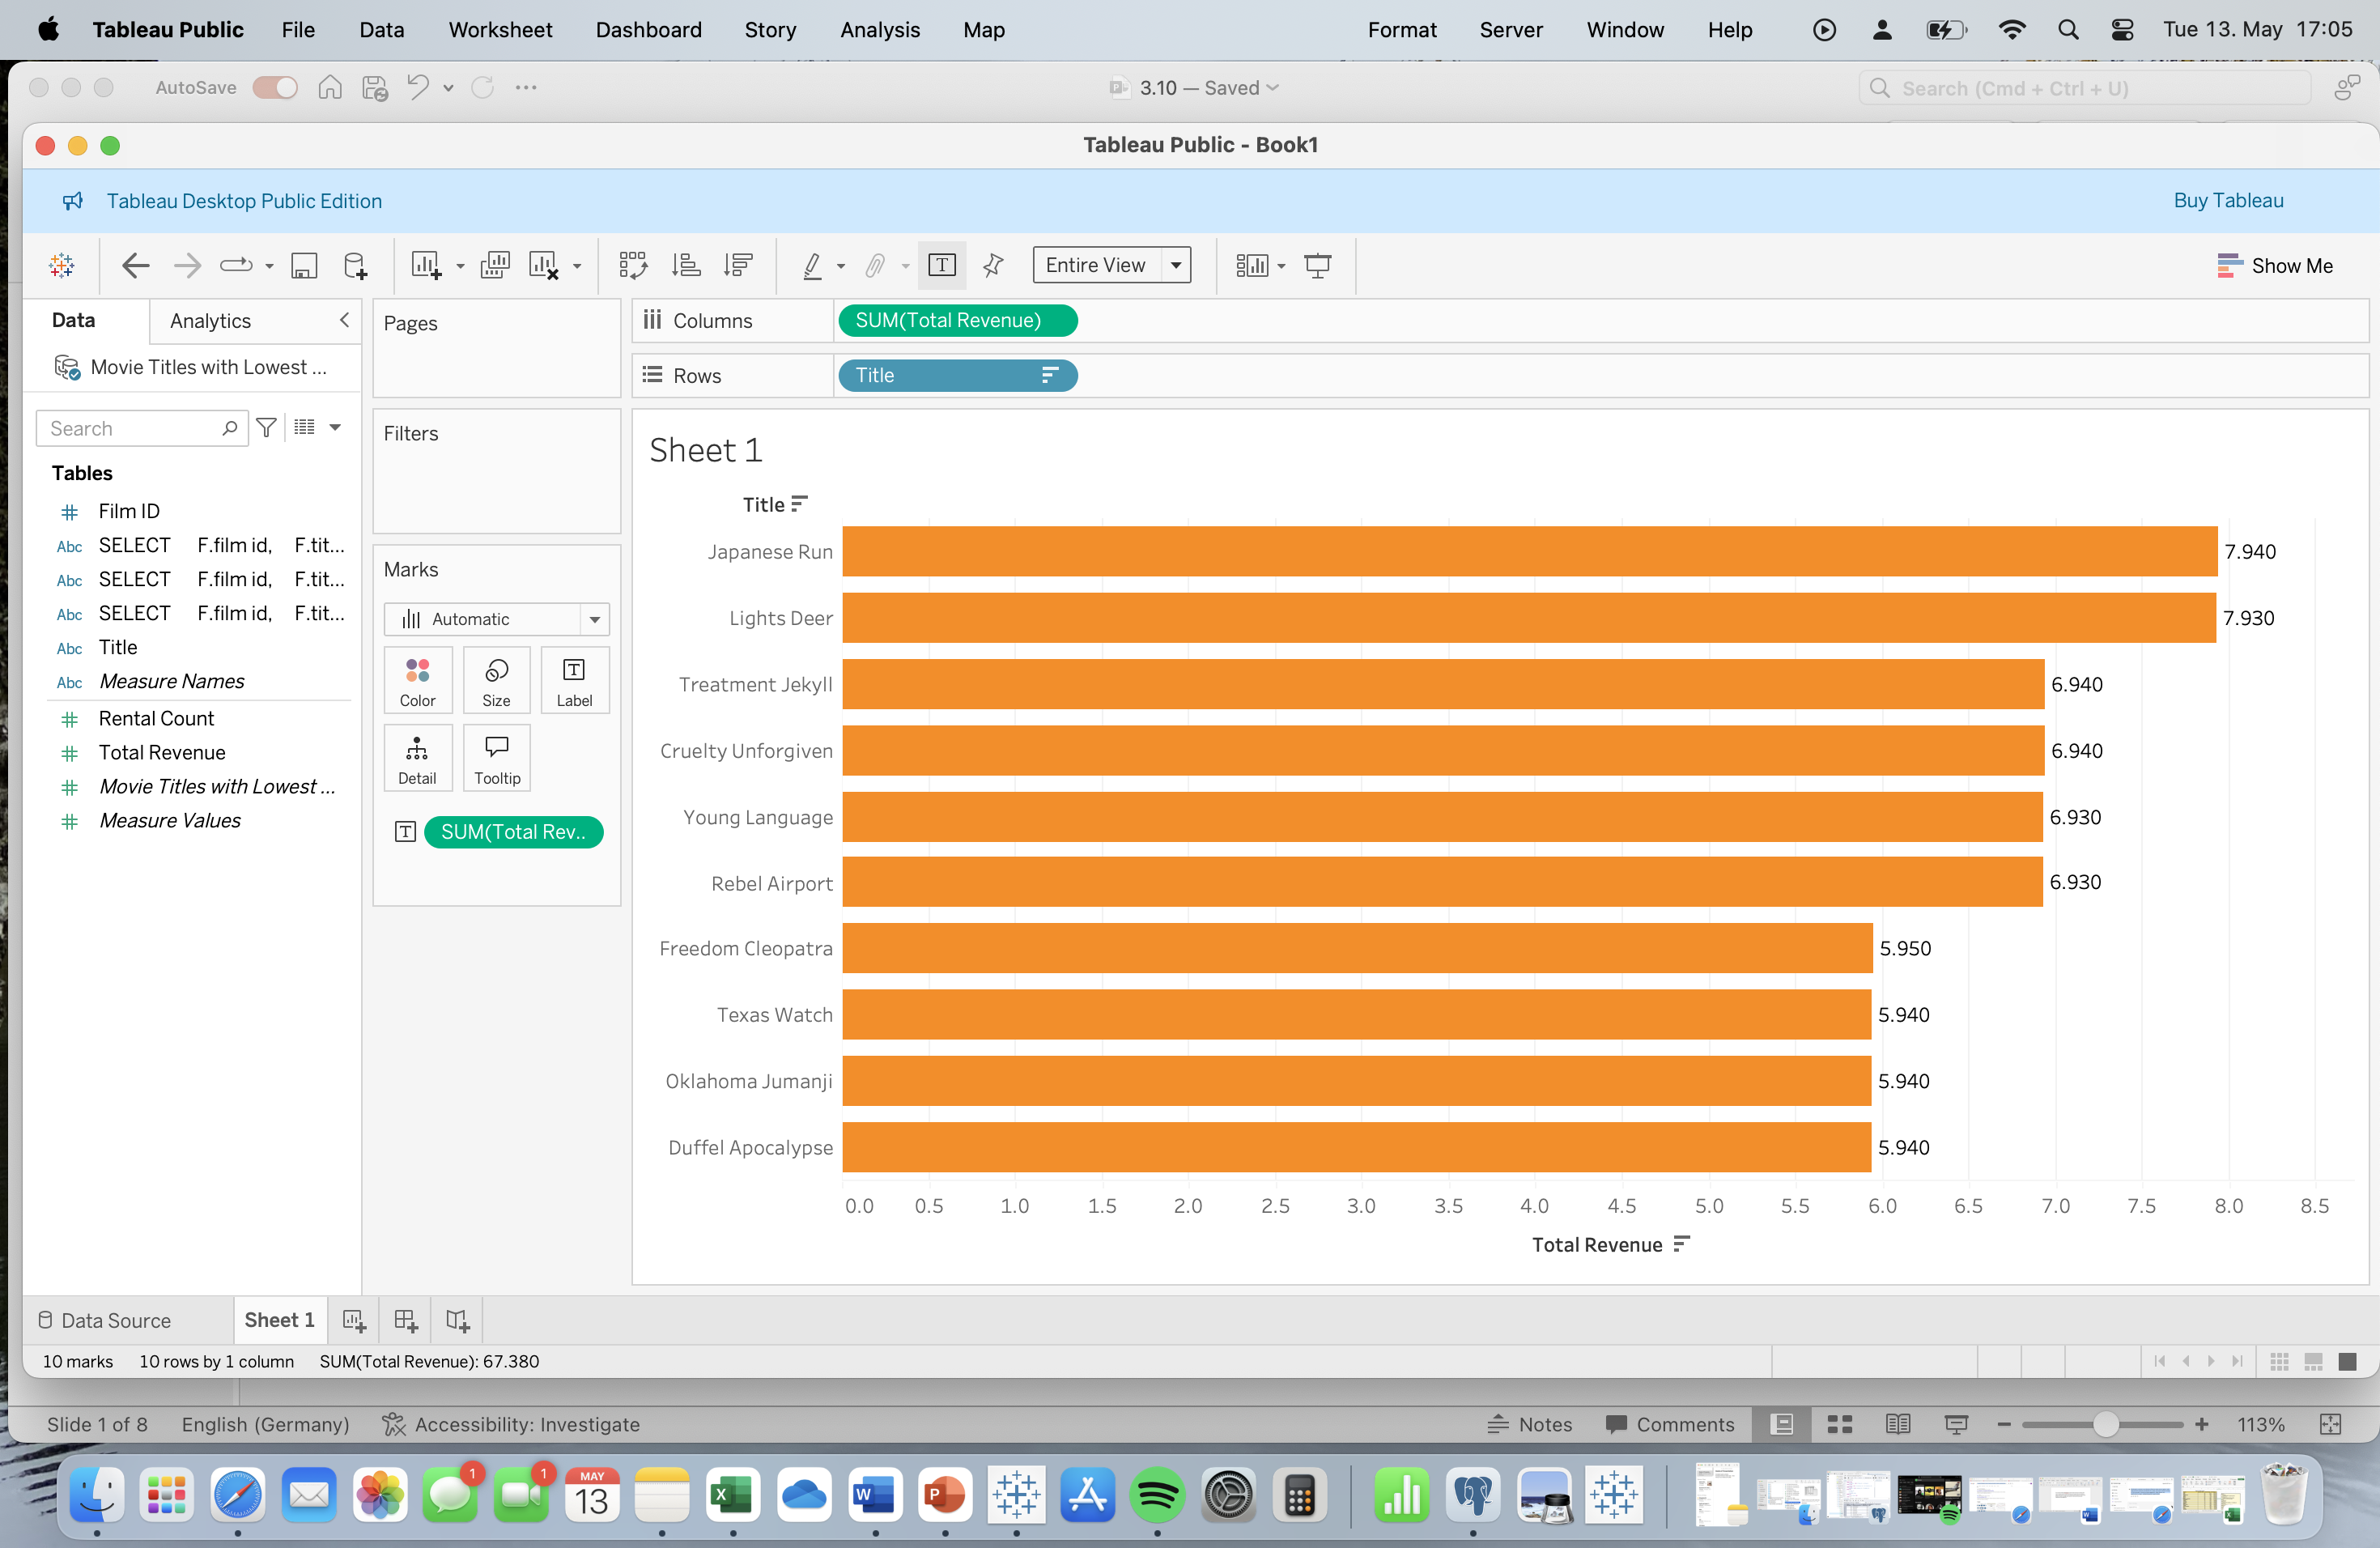 Tableau Public File Data Worksheet Dashboard Story Analysis Map Format Server Window Help Tue 13. May 17:05
AutoSave 3.10 — Saved Search (Cmd + Ctrl + U)
Tableau Public - Book1
Tableau Desktop Public Edition Buy Tableau
Entire View Show Me
Data Analytics
Movie Titles with Lowest ...
Search
Tables
Film ID
Abc SELECT F.film id, F.tit...
Abc SELECT F.film id, F.tit...
Abc SELECT F.film id, F.tit...
Abc Title
Abc Measure Names
Rental Count
Total Revenue
Movie Titles with Lowest ...
Measure Values
Pages
Filters
Marks
Automatic
Color Size Label
Detail Tooltip
SUM(Total Rev..
Columns SUM(Total Revenue)
Rows Title
Sheet 1
Title
Japanese Run 7.940
Lights Deer 7.930
Treatment Jekyll 6.940
Cruelty Unforgiven 6.940
Young Language 6.930
Rebel Airport 6.930
Freedom Cleopatra 5.950
Texas Watch 5.940
Oklahoma Jumanji 5.940
Duffel Apocalypse 5.940
0.0 0.5 1.0 1.5 2.0 2.5 3.0 3.5 4.0 4.5 5.0 5.5 6.0 6.5 7.0 7.5 8.0 8.5
Total Revenue
Data Source Sheet 1
10 marks 10 rows by 1 column SUM(Total Revenue): 67.380
Slide 1 of 8 English (Germany) Accessibility: Investigate Notes Comments 113%
1 1 MAY
13